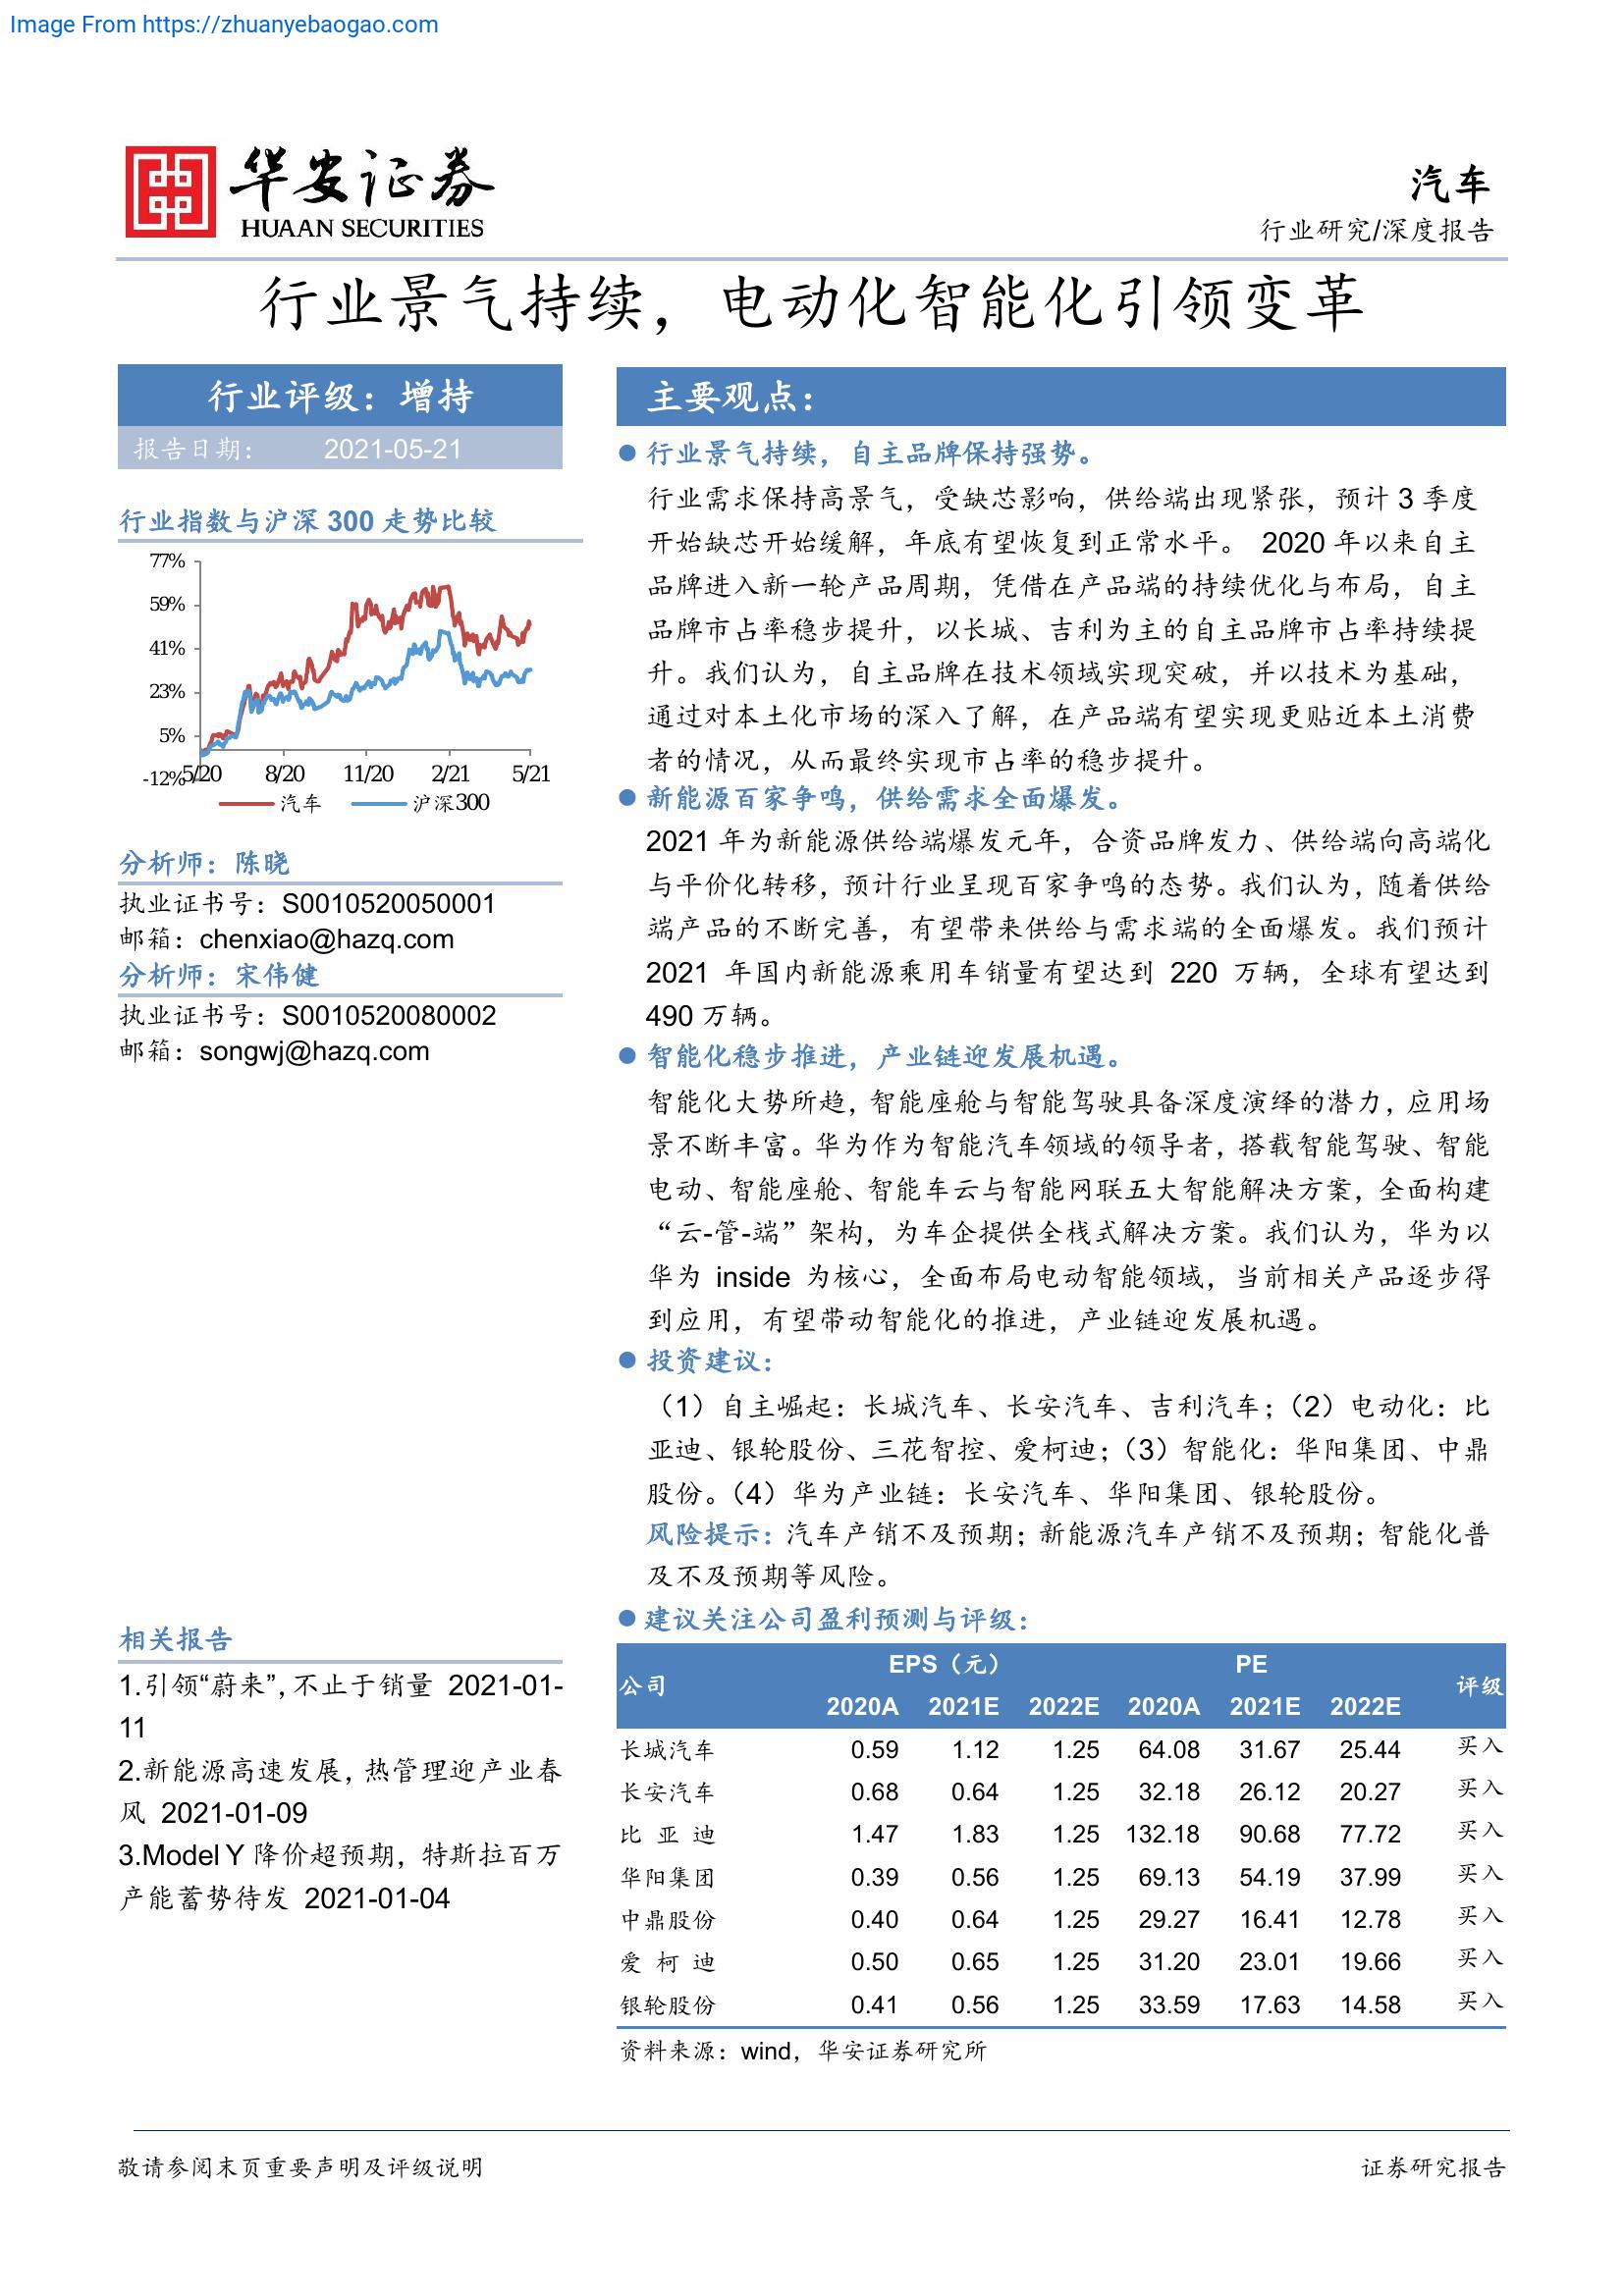 Image From https://zhuanyebaogao.com
华安证券
HUAAN SECURITIES
汽车
行业研究/深度报告
行业景气持续，电动化智能化引领变革
行业评级：增持
报告日期： 2021-05-21
行业指数与沪深 300 走势比较
77%
59%
41%
23%
5%
-12%
5/20 8/20 11/20 2/21 5/21
汽车 沪深300
分析师：陈晓
执业证书号：S0010520050001
邮箱：chenxiao@hazq.com
分析师：宋伟健
执业证书号：S0010520080002
邮箱：songwj@hazq.com
相关报告
1.引领“蔚来”，不止于销量 2021-01-
11
2.新能源高速发展，热管理迎产业春
风 2021-01-09
3.Model Y 降价超预期，特斯拉百万
产能蓄势待发 2021-01-04
主要观点：
行业景气持续，自主品牌保持强势。
行业需求保持高景气，受缺芯影响，供给端出现紧张，预计 3 季度
开始缺芯开始缓解，年底有望恢复到正常水平。 2020 年以来自主
品牌进入新一轮产品周期，凭借在产品端的持续优化与布局，自主
品牌市占率稳步提升，以长城、吉利为主的自主品牌市占率持续提
升。我们认为，自主品牌在技术领域实现突破，并以技术为基础，
通过对本土化市场的深入了解，在产品端有望实现更贴近本土消费
者的情况，从而最终实现市占率的稳步提升。
新能源百家争鸣，供给需求全面爆发。
2021 年为新能源供给端爆发元年，合资品牌发力、供给端向高端化
与平价化转移，预计行业呈现百家争鸣的态势。我们认为，随着供给
端产品的不断完善，有望带来供给与需求端的全面爆发。我们预计
2021 年国内新能源乘用车销量有望达到 220 万辆，全球有望达到
490 万辆。
智能化稳步推进，产业链迎发展机遇。
智能化大势所趋，智能座舱与智能驾驶具备深度演绎的潜力，应用场
景不断丰富。华为作为智能汽车领域的领导者，搭载智能驾驶、智能
电动、智能座舱、智能车云与智能网联五大智能解决方案，全面构建
“云-管-端”架构，为车企提供全栈式解决方案。我们认为，华为以
华为 inside 为核心，全面布局电动智能领域，当前相关产品逐步得
到应用，有望带动智能化的推进，产业链迎发展机遇。
投资建议：
（1）自主崛起：长城汽车、长安汽车、吉利汽车；（2）电动化：比
亚迪、银轮股份、三花智控、爱柯迪；（3）智能化：华阳集团、中鼎
股份。（4）华为产业链：长安汽车、华阳集团、银轮股份。
风险提示：汽车产销不及预期；新能源汽车产销不及预期；智能化普
及不及预期等风险。
建议关注公司盈利预测与评级：
公司 EPS（元） PE 评级
2020A 2021E 2022E 2020A 2021E 2022E
长城汽车 0.59 1.12 1.25 64.08 31.67 25.44 买入
长安汽车 0.68 0.64 1.25 32.18 26.12 20.27 买入
比 亚 迪 1.47 1.83 1.25 132.18 90.68 77.72 买入
华阳集团 0.39 0.56 1.25 69.13 54.19 37.99 买入
中鼎股份 0.40 0.64 1.25 29.27 16.41 12.78 买入
爱 柯 迪 0.50 0.65 1.25 31.20 23.01 19.66 买入
银轮股份 0.41 0.56 1.25 33.59 17.63 14.58 买入
资料来源：wind，华安证券研究所
敬请参阅末页重要声明及评级说明
证券研究报告